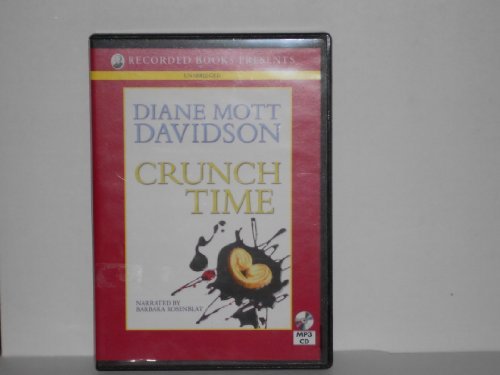 RECORDED BOOKS PRESENTS
UNABRIDGED
DIANE MOTT
DAVIDSON
CRUNCH
TIME
NARRATED BY
BARBARA ROSENBLAT
MP3
CD